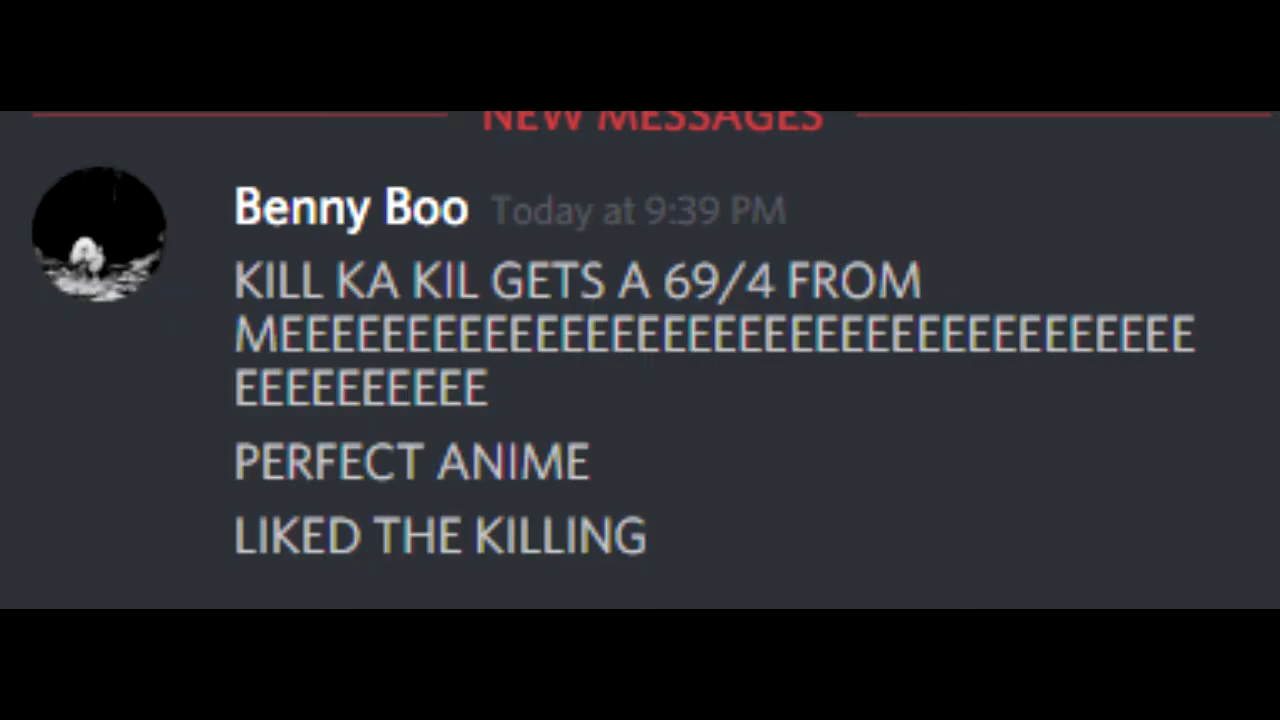 NEW MESSAGES
Benny Boo Today at 9:39 PM
KILL KA KIL GETS A 69/4 FROM
MEEEEEEEEEEEEEEEEEEEEEEEEEEEEEEEEEEEE
EEEEEEEEEE
PERFECT ANIME
LIKED THE KILLING